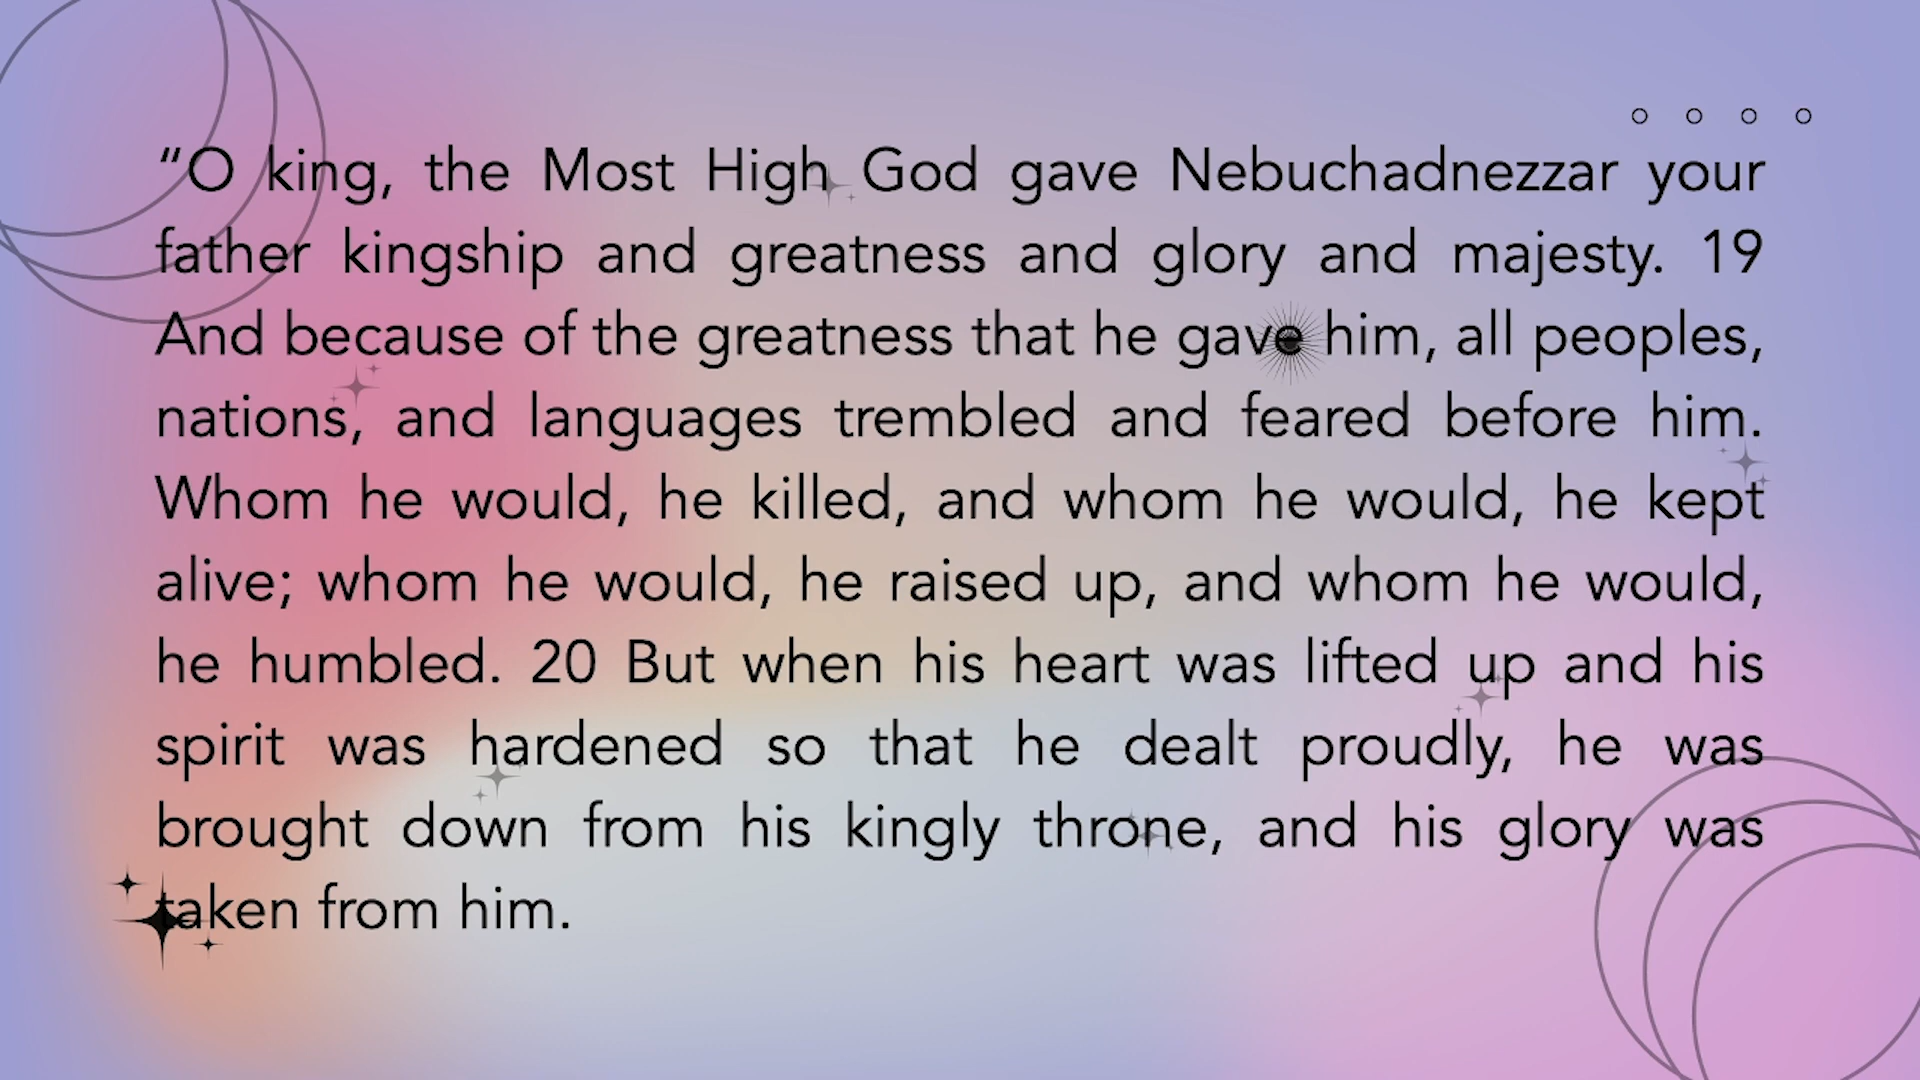 “O king, the Most High God gave Nebuchadnezzar your
father kingship and greatness and glory and majesty. 19
And because of the greatness that he gave him, all peoples,
nations, and languages trembled and feared before him.
Whom he would, he killed, and whom he would, he kept
alive; whom he would, he raised up, and whom he would,
he humbled. 20 But when his heart was lifted up and his
spirit was hardened so that he dealt proudly, he was
brought down from his kingly throne, and his glory was
taken from him.